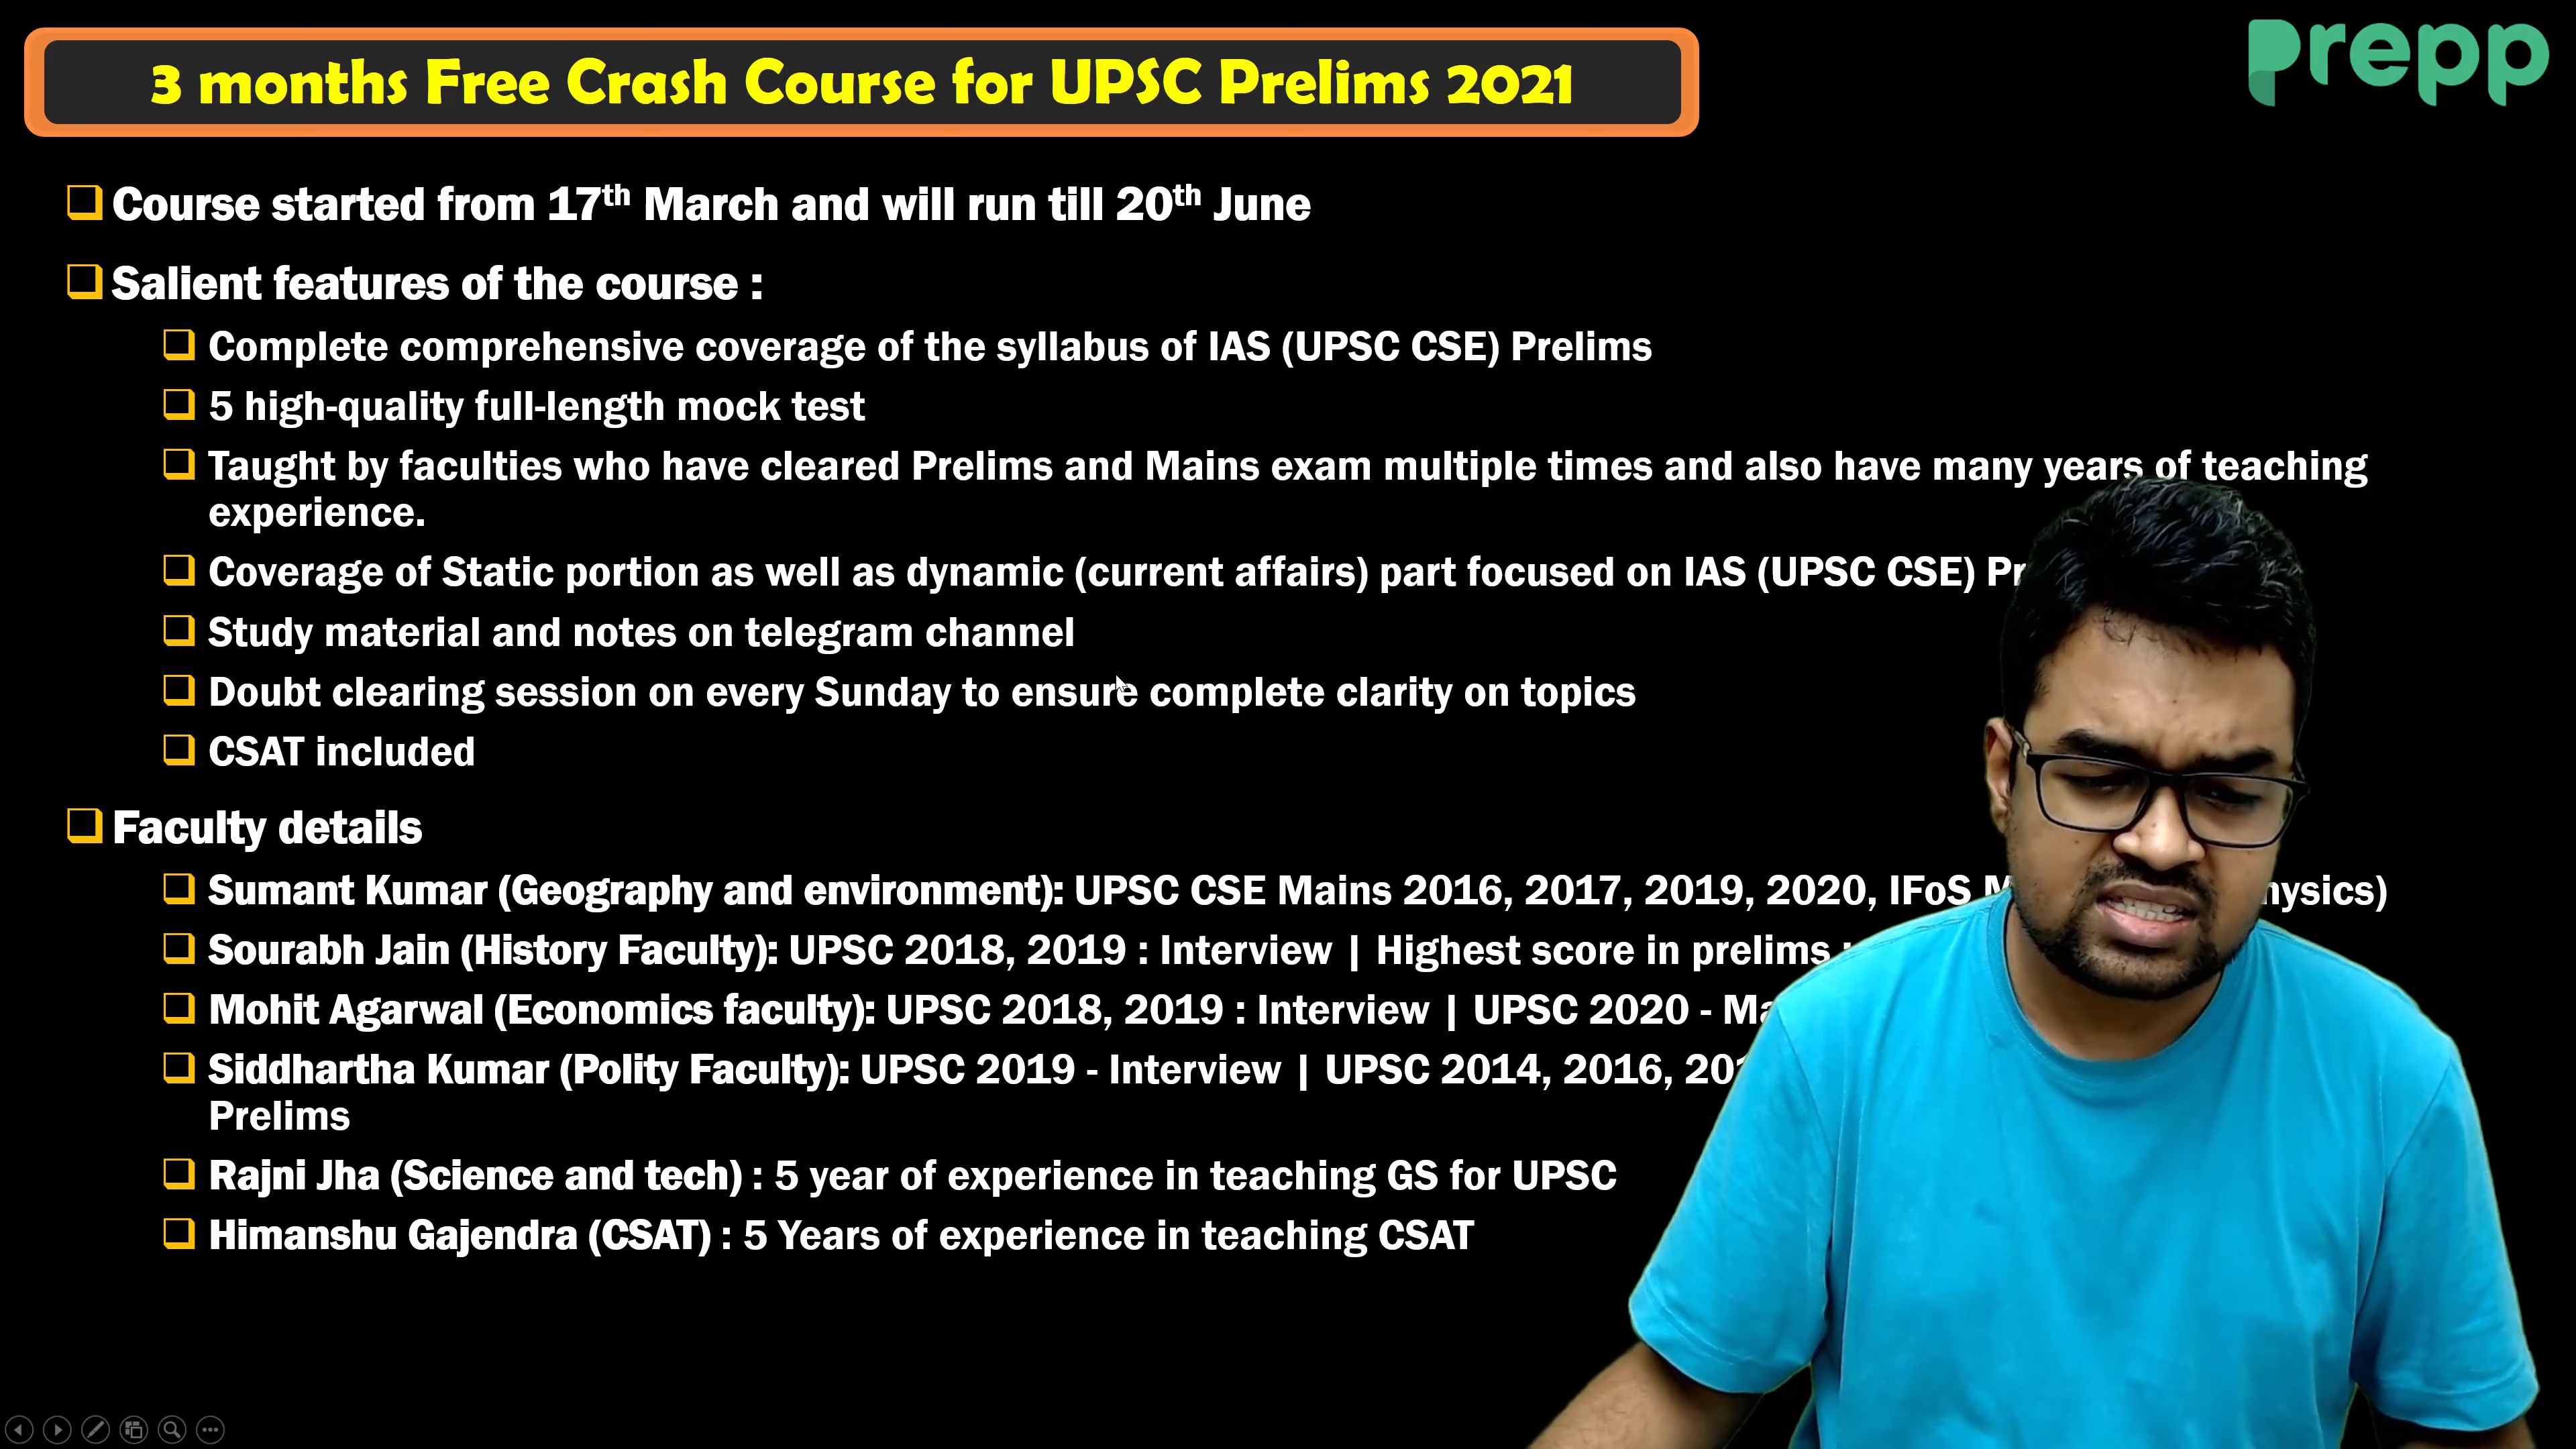 3 months Free Crash Course for UPSC Prelims 2021
prepp
Course started from 17th March and will run till 20th June
Salient features of the course :
Complete comprehensive coverage of the syllabus of IAS (UPSC CSE) Prelims
5 high-quality full-length mock test
Taught by faculties who have cleared Prelims and Mains exam multiple times and also have many years of teaching
experience.
Coverage of Static portion as well as dynamic (current affairs) part focused on IAS (UPSC CSE)
Study material and notes on telegram channel
Doubt clearing session on every Sunday to ensure complete clarity on topics
CSAT included
Faculty details
Sumant Kumar (Geography and environment): UPSC CSE Mains 2016, 2017, 2019, 2020, IFoS
Sourabh Jain (History Faculty): UPSC 2018, 2019 : Interview | Highest score in prelims :
Mohit Agarwal (Economics faculty): UPSC 2018, 2019 : Interview | UPSC 2020 -
Siddhartha Kumar (Polity Faculty): UPSC 2019 - Interview | UPSC 2014, 2016,
Prelims
Rajni Jha (Science and tech) : 5 year of experience in teaching GS for UPSC
Himanshu Gajendra (CSAT) : 5 Years of experience in teaching CSAT